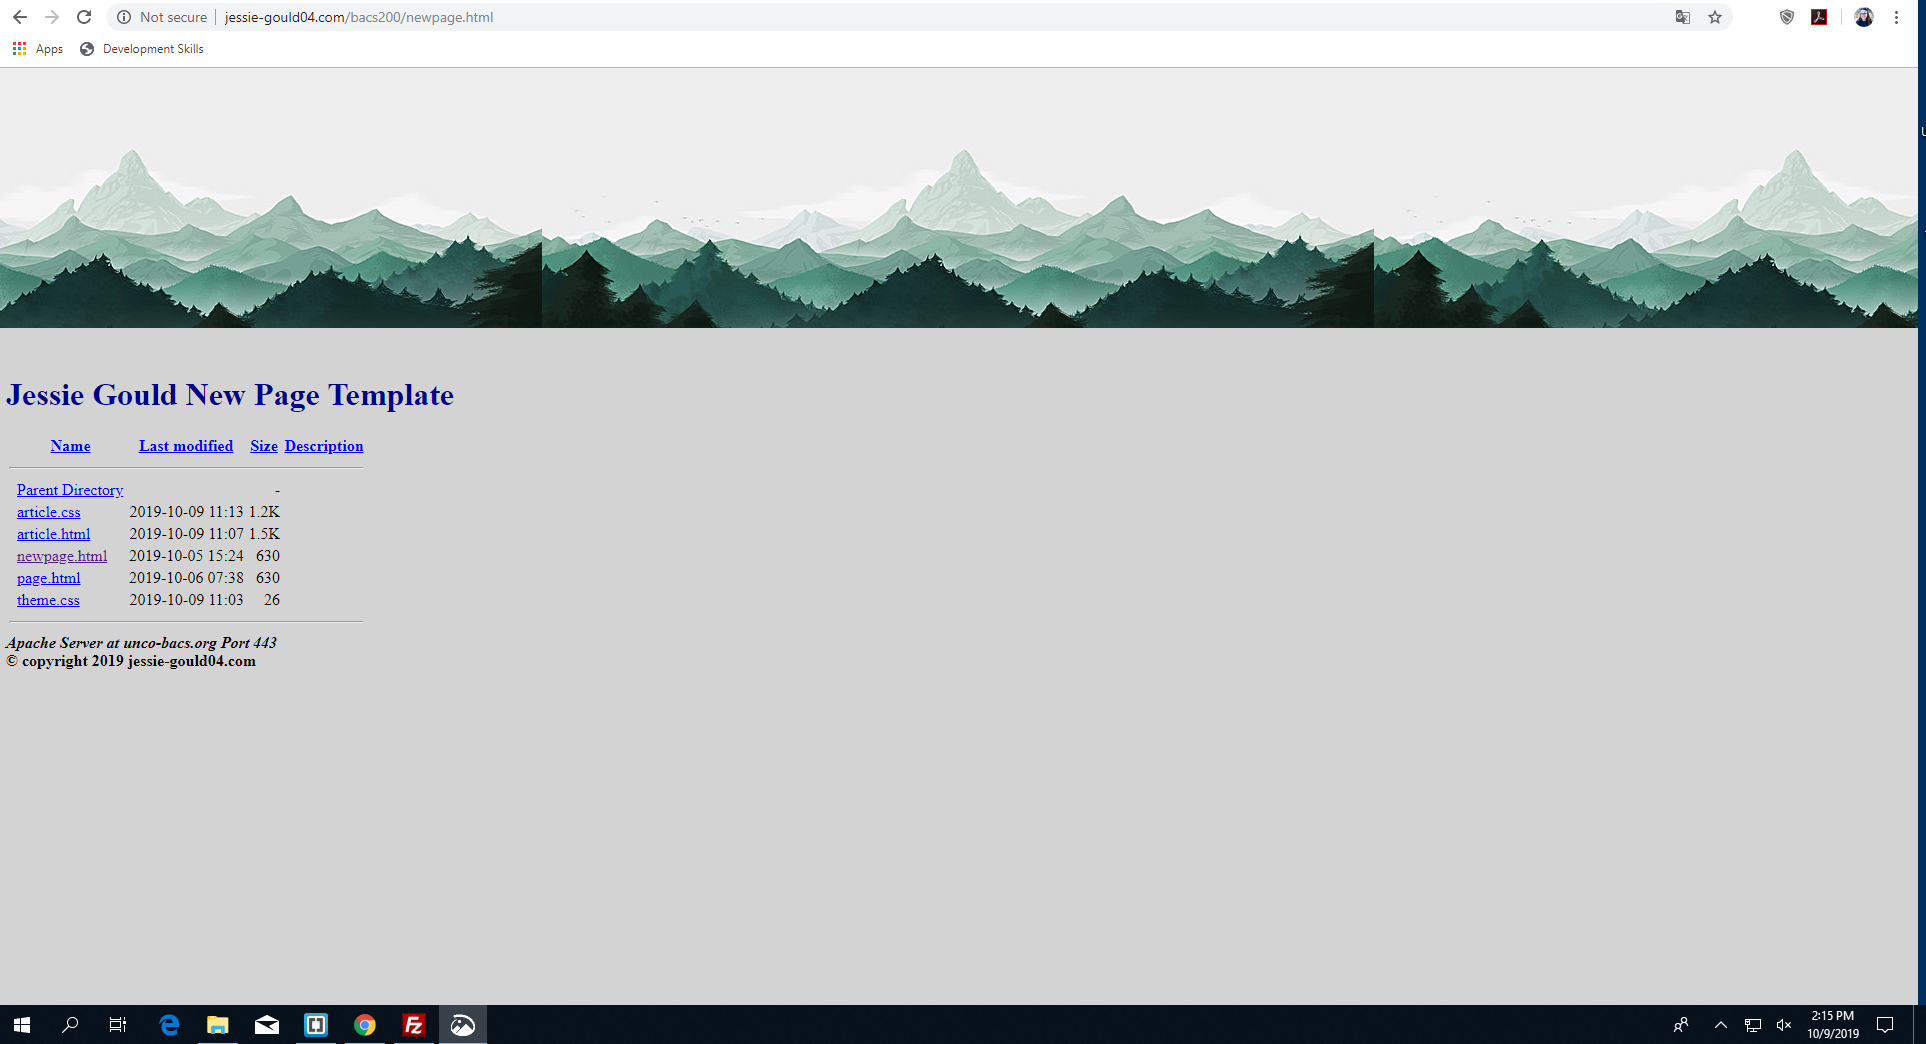 Not secure | jessie-gould04.com/bacs200/newpage.html
Apps Development Skills
Jessie Gould New Page Template
Name Last modified Size Description
Parent Directory -
article.css 2019-10-09 11:13 1.2K
article.html 2019-10-09 11:07 1.5K
newpage.html 2019-10-05 15:24 630
page.html 2019-10-06 07:38 630
theme.css 2019-10-09 11:03 26
Apache Server at unco-bacs.org Port 443
© copyright 2019 jessie-gould04.com
2:15 PM
10/9/2019